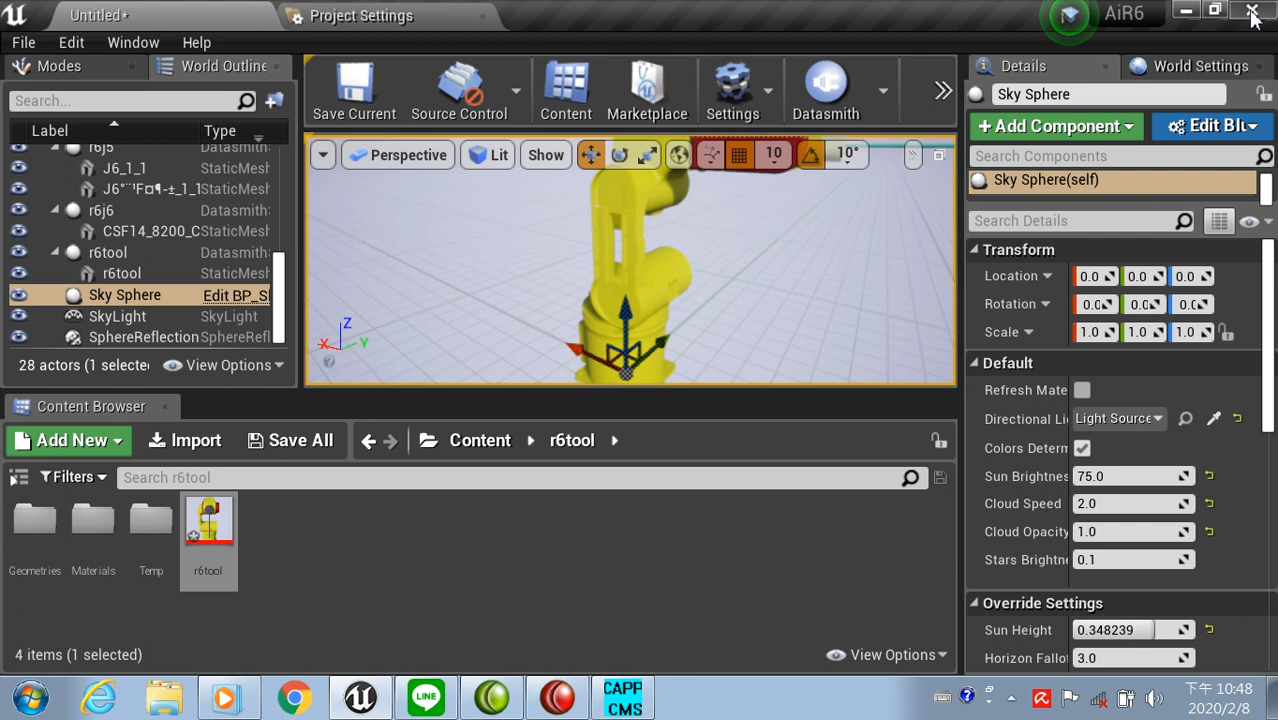 Untitled*
Project Settings
AiR6
File Edit Window Help
Modes
World Outline
Search...
Label
Type
r6j5
Datasmith
J6_1_1
StaticMesh
StaticMesh
r6j6
Datasmith
CSF14_8200_C
StaticMesh
r6tool
Datasmith
r6tool
StaticMesh
Sky Sphere
Edit BP_S
SkyLight
SkyLight
SphereReflection
SphereRefl
28 actors (1 selected
View Options
Save Current
Source Control
Content
Marketplace
Settings
Datasmith
Perspective
Lit
Show
10
10°
Z
X
Y
Details
World Settings
Sky Sphere
+Add Component
Edit Blu
Search Components
Sky Sphere(self)
Search Details
Transform
Location
0.0 0.0 0.0
Rotation
0.0 0.0 0.0
Scale
1.0 1.0 1.0
Default
Refresh Mate
Directional Li
Light Source
Colors Determ
Sun Brightnes
75.0
Cloud Speed
2.0
Cloud Opacity
1.0
Stars Brightne
0.1
Override Settings
Sun Height
0.348239
Horizon Fallo
3.0
Content Browser
Add New
Import
Save All
Content
r6tool
Filters
Search r6tool
Geometries
Materials
Temp
r6tool
4 items (1 selected)
View Options
LINE
CAPP
CMS
下午 10:48
2020/2/8